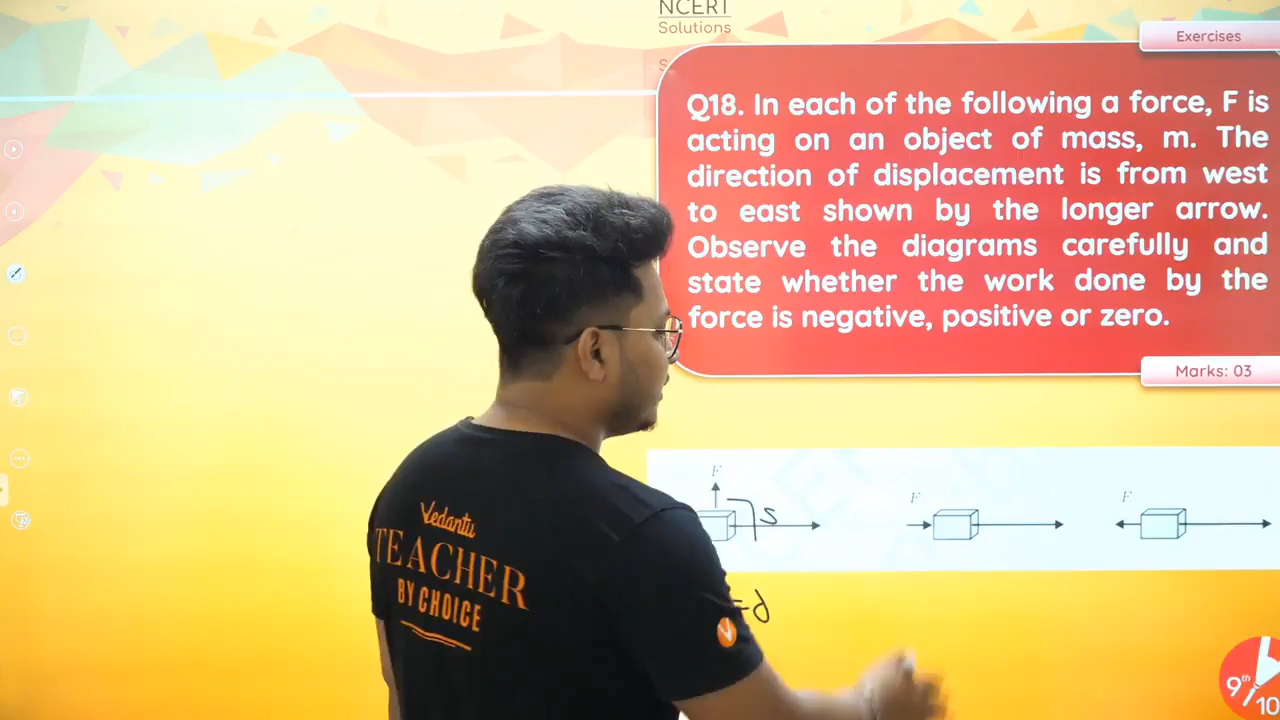 NCERT
Solutions
Exercises
Q18. In each of the following a force, F is
acting on an object of mass, m. The
direction of displacement is from west
to east shown by the longer arrow.
Observe the diagrams carefully and
state whether the work done by the
force is negative, positive or zero.
Marks: 03
F
F
F
s
Vedantu
TEACHER
BY CHOICE
V
9th
10